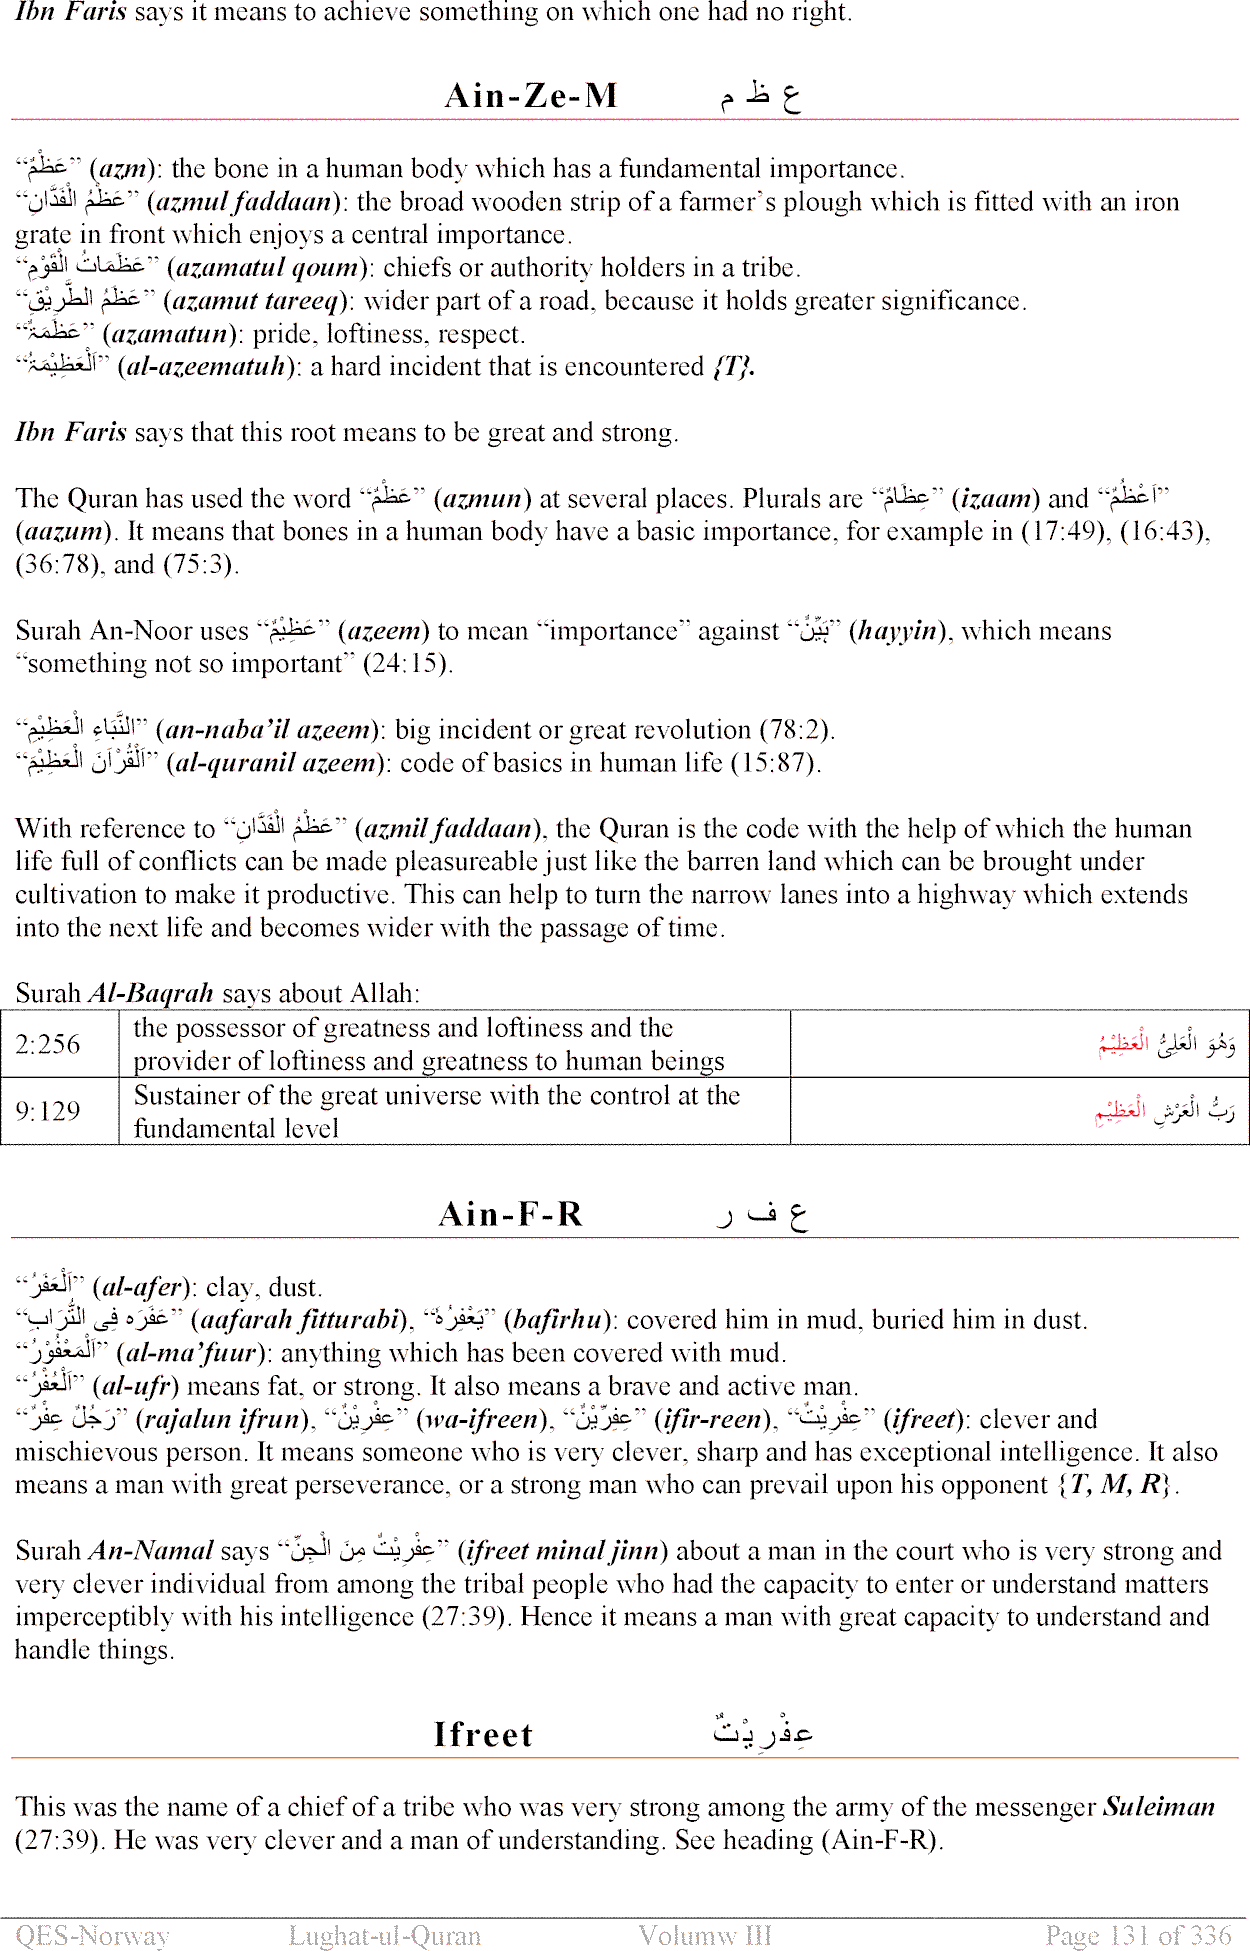 Ibn Faris says it means to achieve something on which one had no right.
Ain-Ze-M ع ظ م
“عَظْمٌ” (azm): the bone in a human body which has a fundamental importance.
“عَظْمُ الْفَدَّانِ” (azmul faddaan): the broad wooden strip of a farmer’s plough which is fitted with an iron
grate in front which enjoys a central importance.
“عَظَمَاتُ الْقَوْمِ” (azamatul qoum): chiefs or authority holders in a tribe.
“عَظَمُ الطَّرِيْقِ” (azamut tareeq): wider part of a road, because it holds greater significance.
“عَظَمَۃٌ” (azamatun): pride, loftiness, respect.
“اَلْعَظِيْمَۃُ” (al-azeematuh): a hard incident that is encountered {T}.
Ibn Faris says that this root means to be great and strong.
The Quran has used the word “عَظْمٌ” (azmun) at several places. Plurals are “عِظَامٌ” (izaam) and “اَعْظُمٌ”
(aazum). It means that bones in a human body have a basic importance, for example in (17:49), (16:43),
(36:78), and (75:3).
Surah An-Noor uses “عَظِيْمٌ” (azeem) to mean “importance” against “ہَيِّنٌ” (hayyin), which means
“something not so important” (24:15).
“النَّبَاءِ الْعَظِيْمِ” (an-naba’il azeem): big incident or great revolution (78:2).
“اَلْقُرْآنَ الْعَظِيْمَ” (al-quranil azeem): code of basics in human life (15:87).
With reference to “عَظْمُ الْفَدَّانِ” (azmil faddaan), the Quran is the code with the help of which the human
life full of conflicts can be made pleasureable just like the barren land which can be brought under
cultivation to make it productive. This can help to turn the narrow lanes into a highway which extends
into the next life and becomes wider with the passage of time.
Surah Al-Baqrah says about Allah:
2:256 the possessor of greatness and loftiness and the
provider of loftiness and greatness to human beings وَهُوَ الْعَلِيُّ الْعَظِيْمُ
9:129 Sustainer of the great universe with the control at the
fundamental level رَبُّ الْعَرْشِ الْعَظِيْمِ
Ain-F-R ع ف ر
“اَلْعَفَرُ” (al-afer): clay, dust.
“عَفَرَه فِی التُّرَابِ” (aafarah fitturabi), “يَعْفِرُهٗ” (bafirhu): covered him in mud, buried him in dust.
“اَلْمَعْفُوْرُ” (al-ma’fuur): anything which has been covered with mud.
“اَلْعُفْرُ” (al-ufr) means fat, or strong. It also means a brave and active man.
“رَجُلٌ عِفْرٌ” (rajalun ifrun), “عِفْرِيْنٌ” (wa-ifreen), “عِفِرِّيْنٌ” (ifir-reen), “عِفْرِيْتٌ” (ifreet): clever and
mischievous person. It means someone who is very clever, sharp and has exceptional intelligence. It also
means a man with great perseverance, or a strong man who can prevail upon his opponent {T, M, R}.
Surah An-Namal says “عِفْرِيْتٌ مِنَ الْجِنِّ” (ifreet minal jinn) about a man in the court who is very strong and
very clever individual from among the tribal people who had the capacity to enter or understand matters
imperceptibly with his intelligence (27:39). Hence it means a man with great capacity to understand and
handle things.
Ifreet عِفْرِيْتٌ
This was the name of a chief of a tribe who was very strong among the army of the messenger Suleiman
(27:39). He was very clever and a man of understanding. See heading (Ain-F-R).
QES-Norway Lughat-ul-Quran Volumw III Page 131 of 336